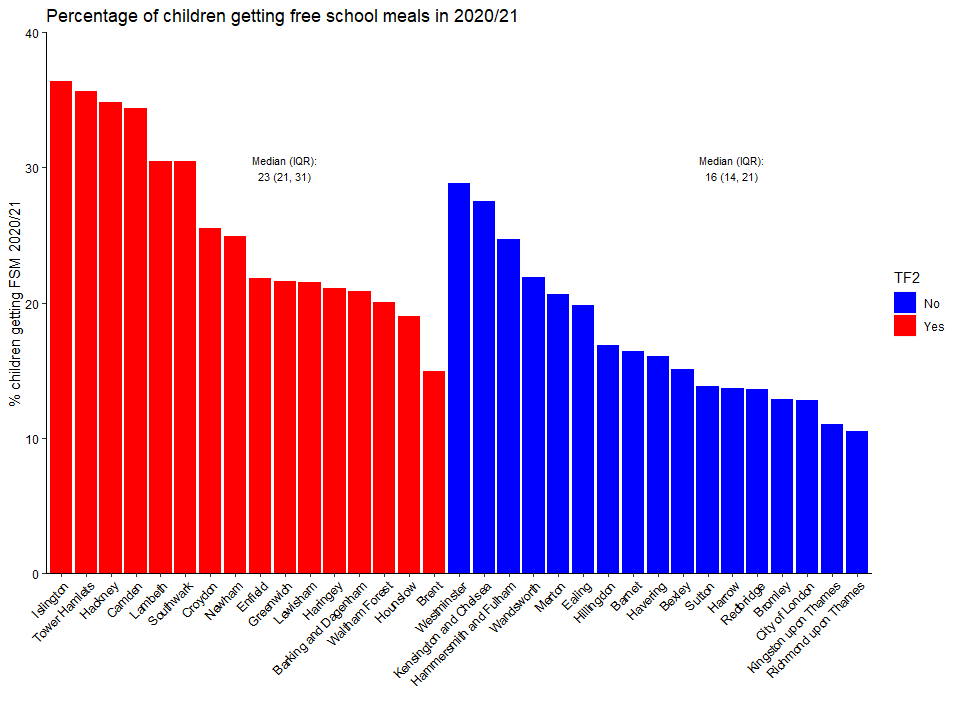 Percentage of children getting free school meals in 2020/21
% children getting FSM 2020/21
40
30
20
10
0
Median (IQR):
23 (21, 31)
Median (IQR):
16 (14, 21)
TF2
No
Yes
Islington
Tower Hamlets
Hackney
Camden
Lambeth
Southwark
Croydon
Newham
Enfield
Greenwich
Lewisham
Haringey
Barking and Dagenham
Waltham Forest
Hounslow
Brent
Westminster
Kensington and Chelsea
Hammersmith and Fulham
Wandsworth
Merton
Ealing
Hillingdon
Barnet
Havering
Bexley
Sutton
Harrow
Redbridge
Bromley
City of London
Kingston upon Thames
Richmond upon Thames